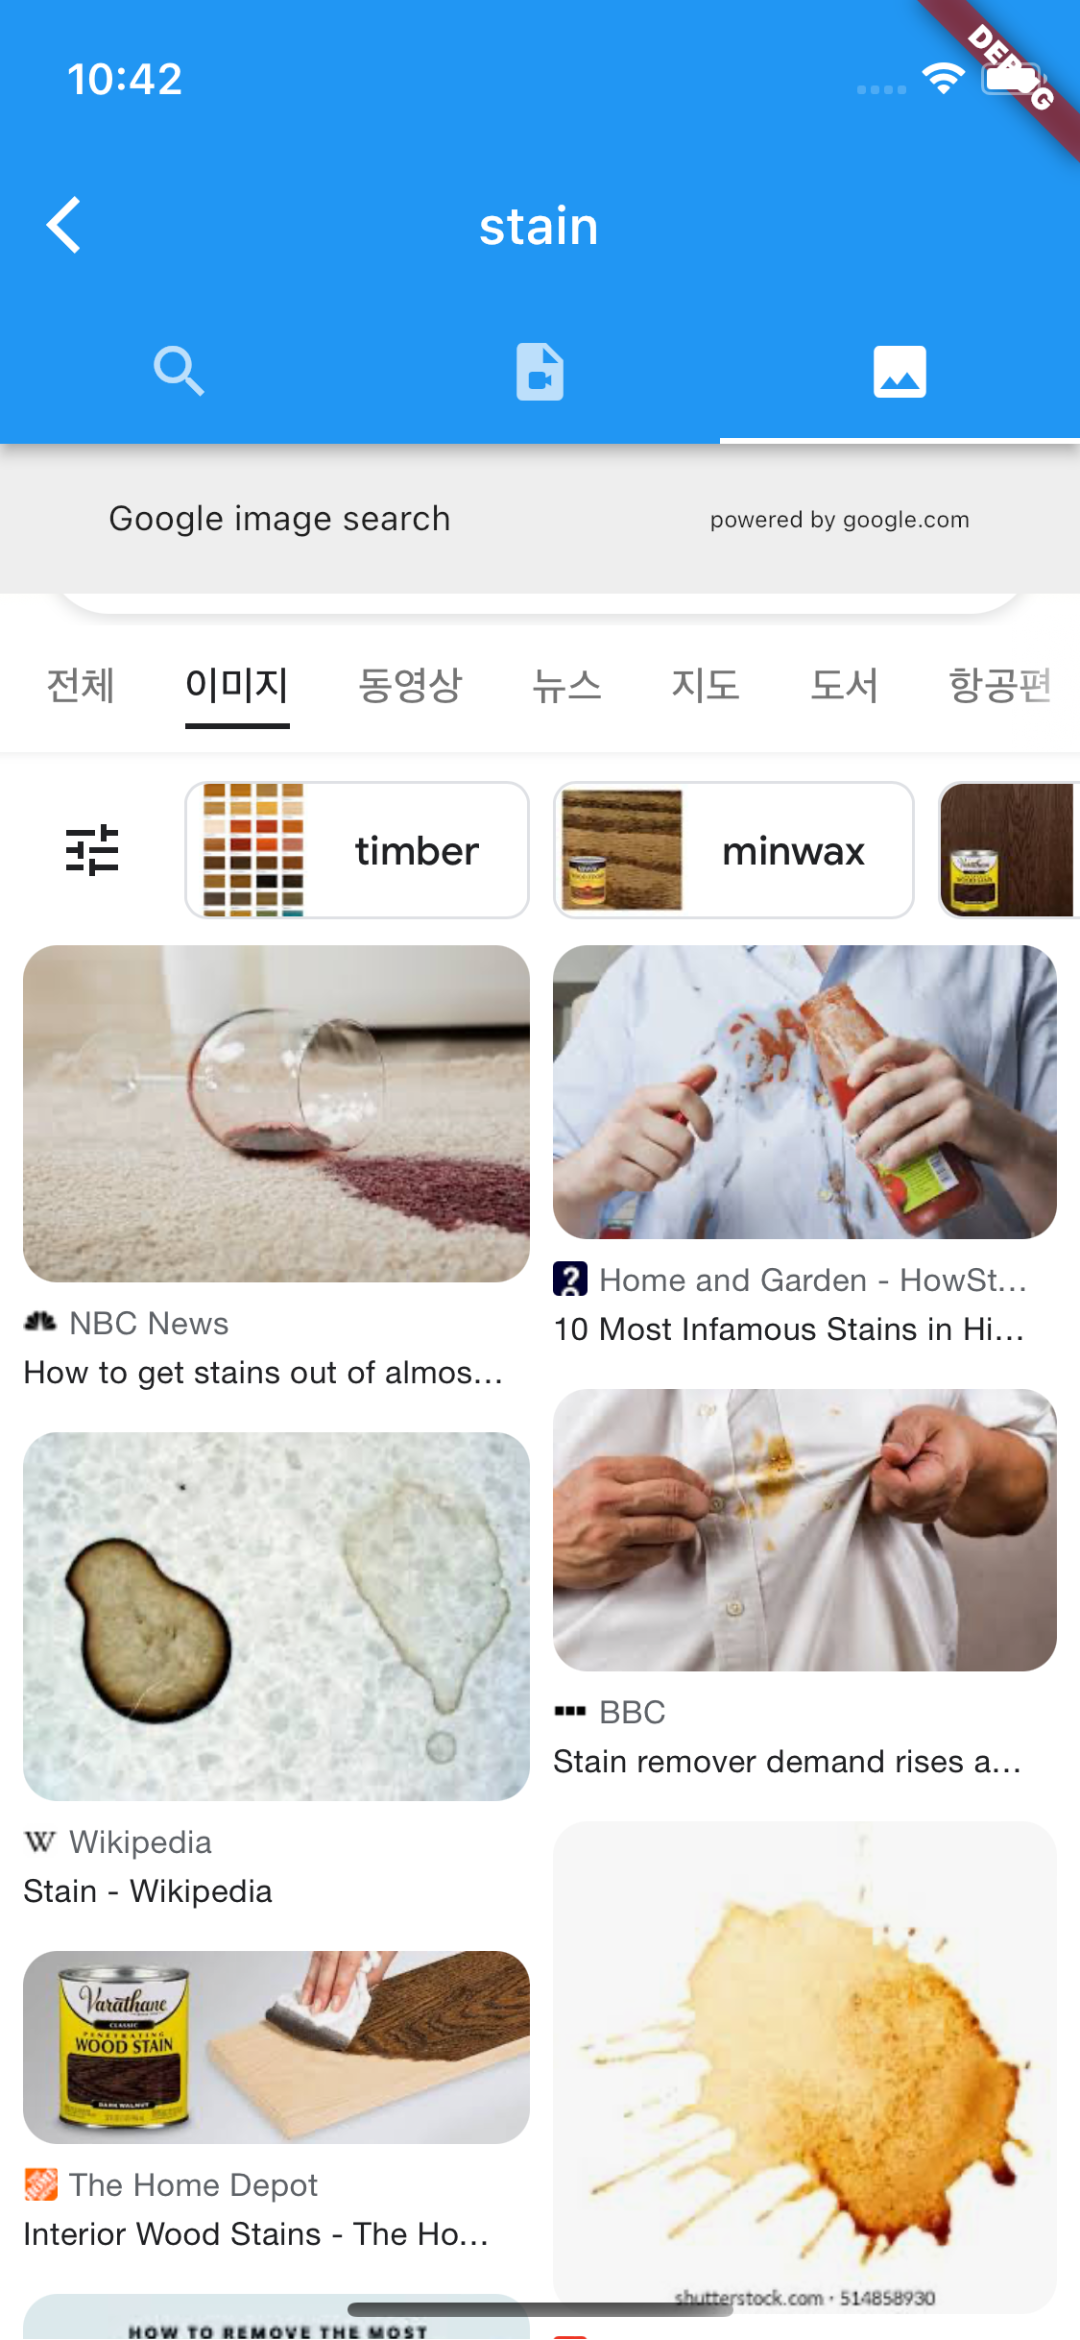 10:42
DEBUG
stain
Google image search
powered by google.com
전체
이미지
동영상
뉴스
지도
도서
항공편
timber
minwax
NBC News
How to get stains out of almos...
Home and Garden - HowSt...
10 Most Infamous Stains in Hi...
BBC
Stain remover demand rises a...
W Wikipedia
Stain - Wikipedia
Varathane
CLASSIC
PENETRATING
WOOD STAIN
DARK WALNUT
The Home Depot
Interior Wood Stains - The Ho...
shutterstock.com · 514858930
HOW TO REMOVE THE MOST